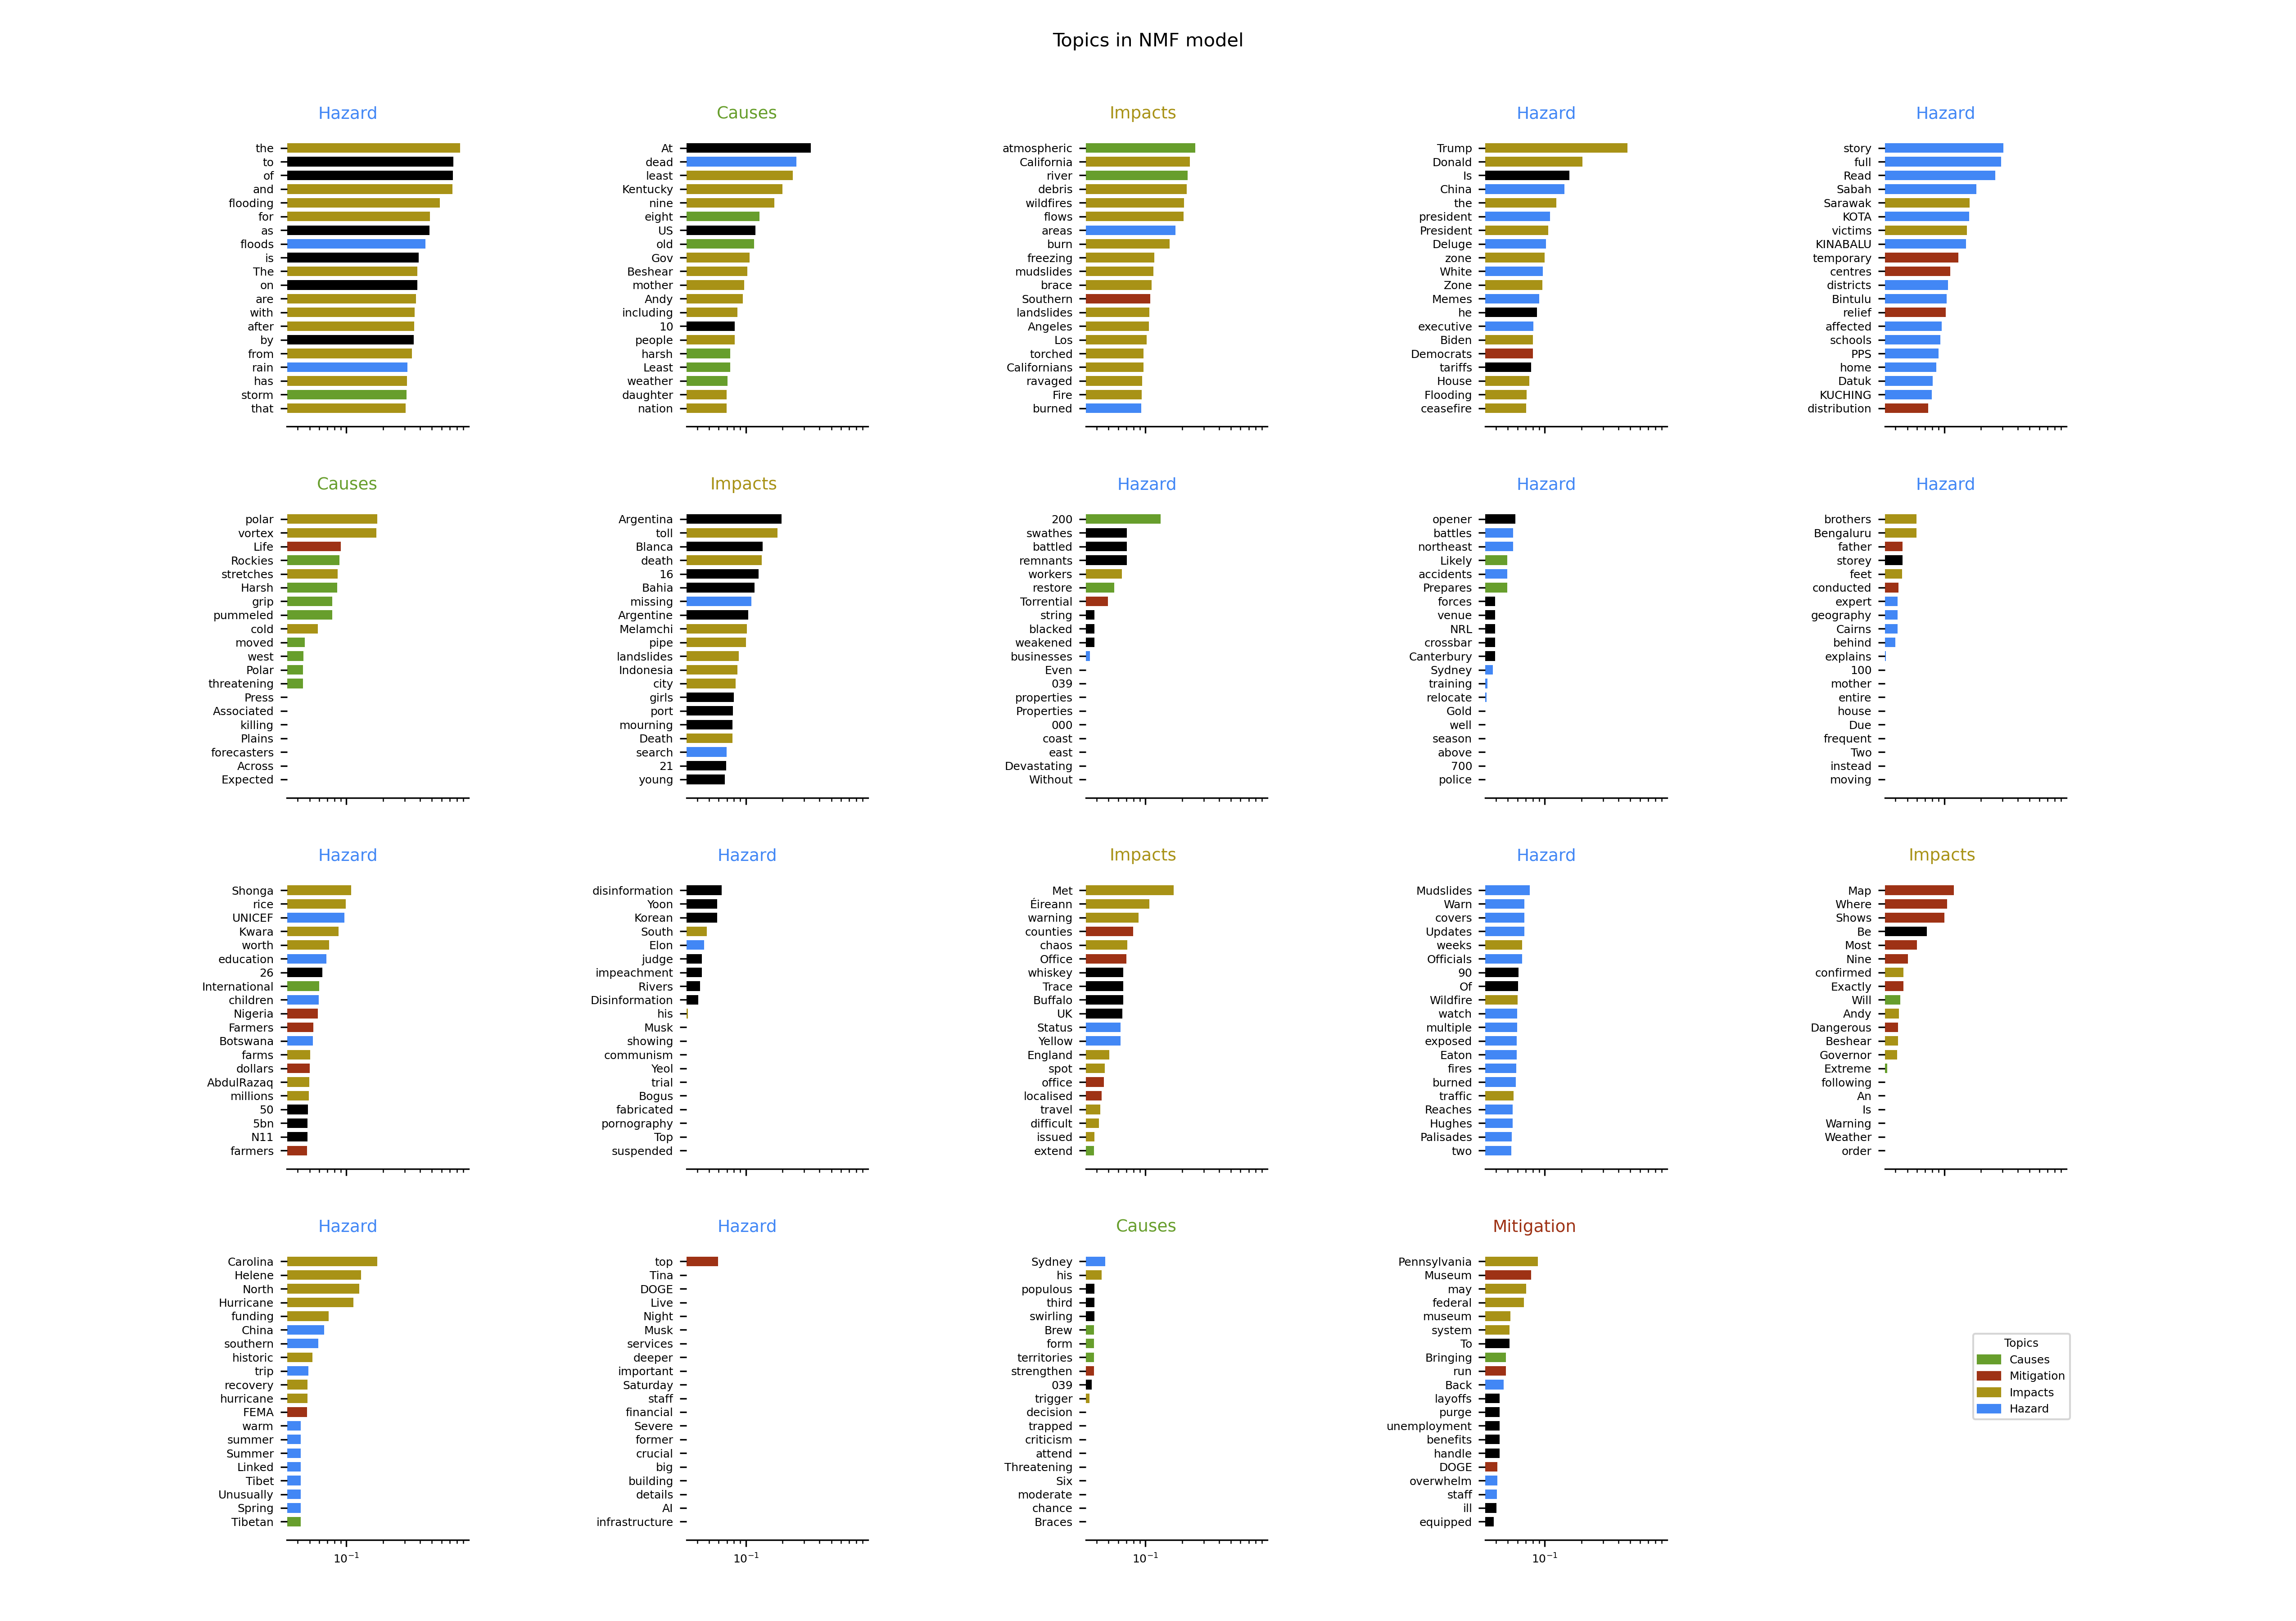 Topics in NMF model
Hazard
the
to
of
and
flooding
for
as
floods
is
The
on
are
with
after
by
from
rain
has
storm
that
Causes
At
dead
least
Kentucky
nine
eight
US
old
Gov
Beshear
mother
Andy
including
10
people
harsh
Least
weather
daughter
nation
Impacts
atmospheric
California
river
debris
wildfires
flows
areas
burn
freezing
mudslides
brace
Southern
landslides
Angeles
Los
torched
Californians
ravaged
Fire
burned
Hazard
Trump
Donald
Is
China
the
president
President
Deluge
zone
White
Zone
Memes
he
executive
Biden
Democrats
tariffs
House
Flooding
ceasefire
Hazard
story
full
Read
Sabah
Sarawak
KOTA
victims
KINABALU
temporary
centres
districts
Bintulu
relief
affected
schools
PPS
home
Datuk
KUCHING
distribution
Causes
polar
vortex
Life
Rockies
stretches
Harsh
grip
pummeled
cold
moved
west
Polar
threatening
Press
Associated
killing
Plains
forecasters
Across
Expected
Impacts
Argentina
toll
Blanca
death
16
Bahia
missing
Argentine
Melamchi
pipe
landslides
Indonesia
city
girls
port
mourning
Death
search
21
young
Hazard
200
swathes
battled
remnants
workers
restore
Torrential
string
blacked
weakened
businesses
Even
039
properties
Properties
000
coast
east
Devastating
Without
Hazard
opener
battles
northeast
Likely
accidents
Prepares
forces
venue
NRL
crossbar
Canterbury
Sydney
training
relocate
Gold
well
season
above
700
police
Hazard
brothers
Bengaluru
father
storey
feet
conducted
expert
geography
Cairns
behind
explains
100
mother
entire
house
Due
frequent
Two
instead
moving
Hazard
Shonga
rice
UNICEF
Kwara
worth
education
26
International
children
Nigeria
Farmers
Botswana
farms
dollars
AbdulRazaq
millions
50
5bn
N11
farmers
Hazard
disinformation
Yoon
Korean
South
Elon
judge
impeachment
Rivers
Disinformation
his
Musk
showing
communism
Yeol
trial
Bogus
fabricated
pornography
Top
suspended
Impacts
Met
Éireann
warning
counties
chaos
Office
whiskey
Trace
Buffalo
UK
Status
Yellow
England
spot
office
localised
travel
difficult
issued
extend
Hazard
Mudslides
Warn
covers
Updates
weeks
Officials
90
Of
Wildfire
watch
multiple
exposed
Eaton
fires
burned
traffic
Reaches
Hughes
Palisades
two
Impacts
Map
Where
Shows
Be
Most
Nine
confirmed
Exactly
Will
Andy
Dangerous
Beshear
Governor
Extreme
following
An
Is
Warning
Weather
order
Hazard
Carolina
Helene
North
Hurricane
funding
China
southern
historic
trip
recovery
hurricane
FEMA
warm
summer
Summer
Linked
Tibet
Unusually
Spring
Tibetan
10⁻¹
Hazard
top
Tina
DOGE
Live
Night
Musk
services
deeper
important
Saturday
staff
financial
Severe
former
crucial
big
building
details
AI
infrastructure
10⁻¹
Causes
Sydney
his
populous
third
swirling
Brew
form
territories
strengthen
039
trigger
decision
trapped
criticism
attend
Threatening
Six
moderate
chance
Braces
10⁻¹
Mitigation
Pennsylvania
Museum
may
federal
museum
system
To
Bringing
run
Back
layoffs
purge
unemployment
benefits
handle
DOGE
overwhelm
staff
ill
equipped
10⁻¹
Topics
Causes
Mitigation
Impacts
Hazard